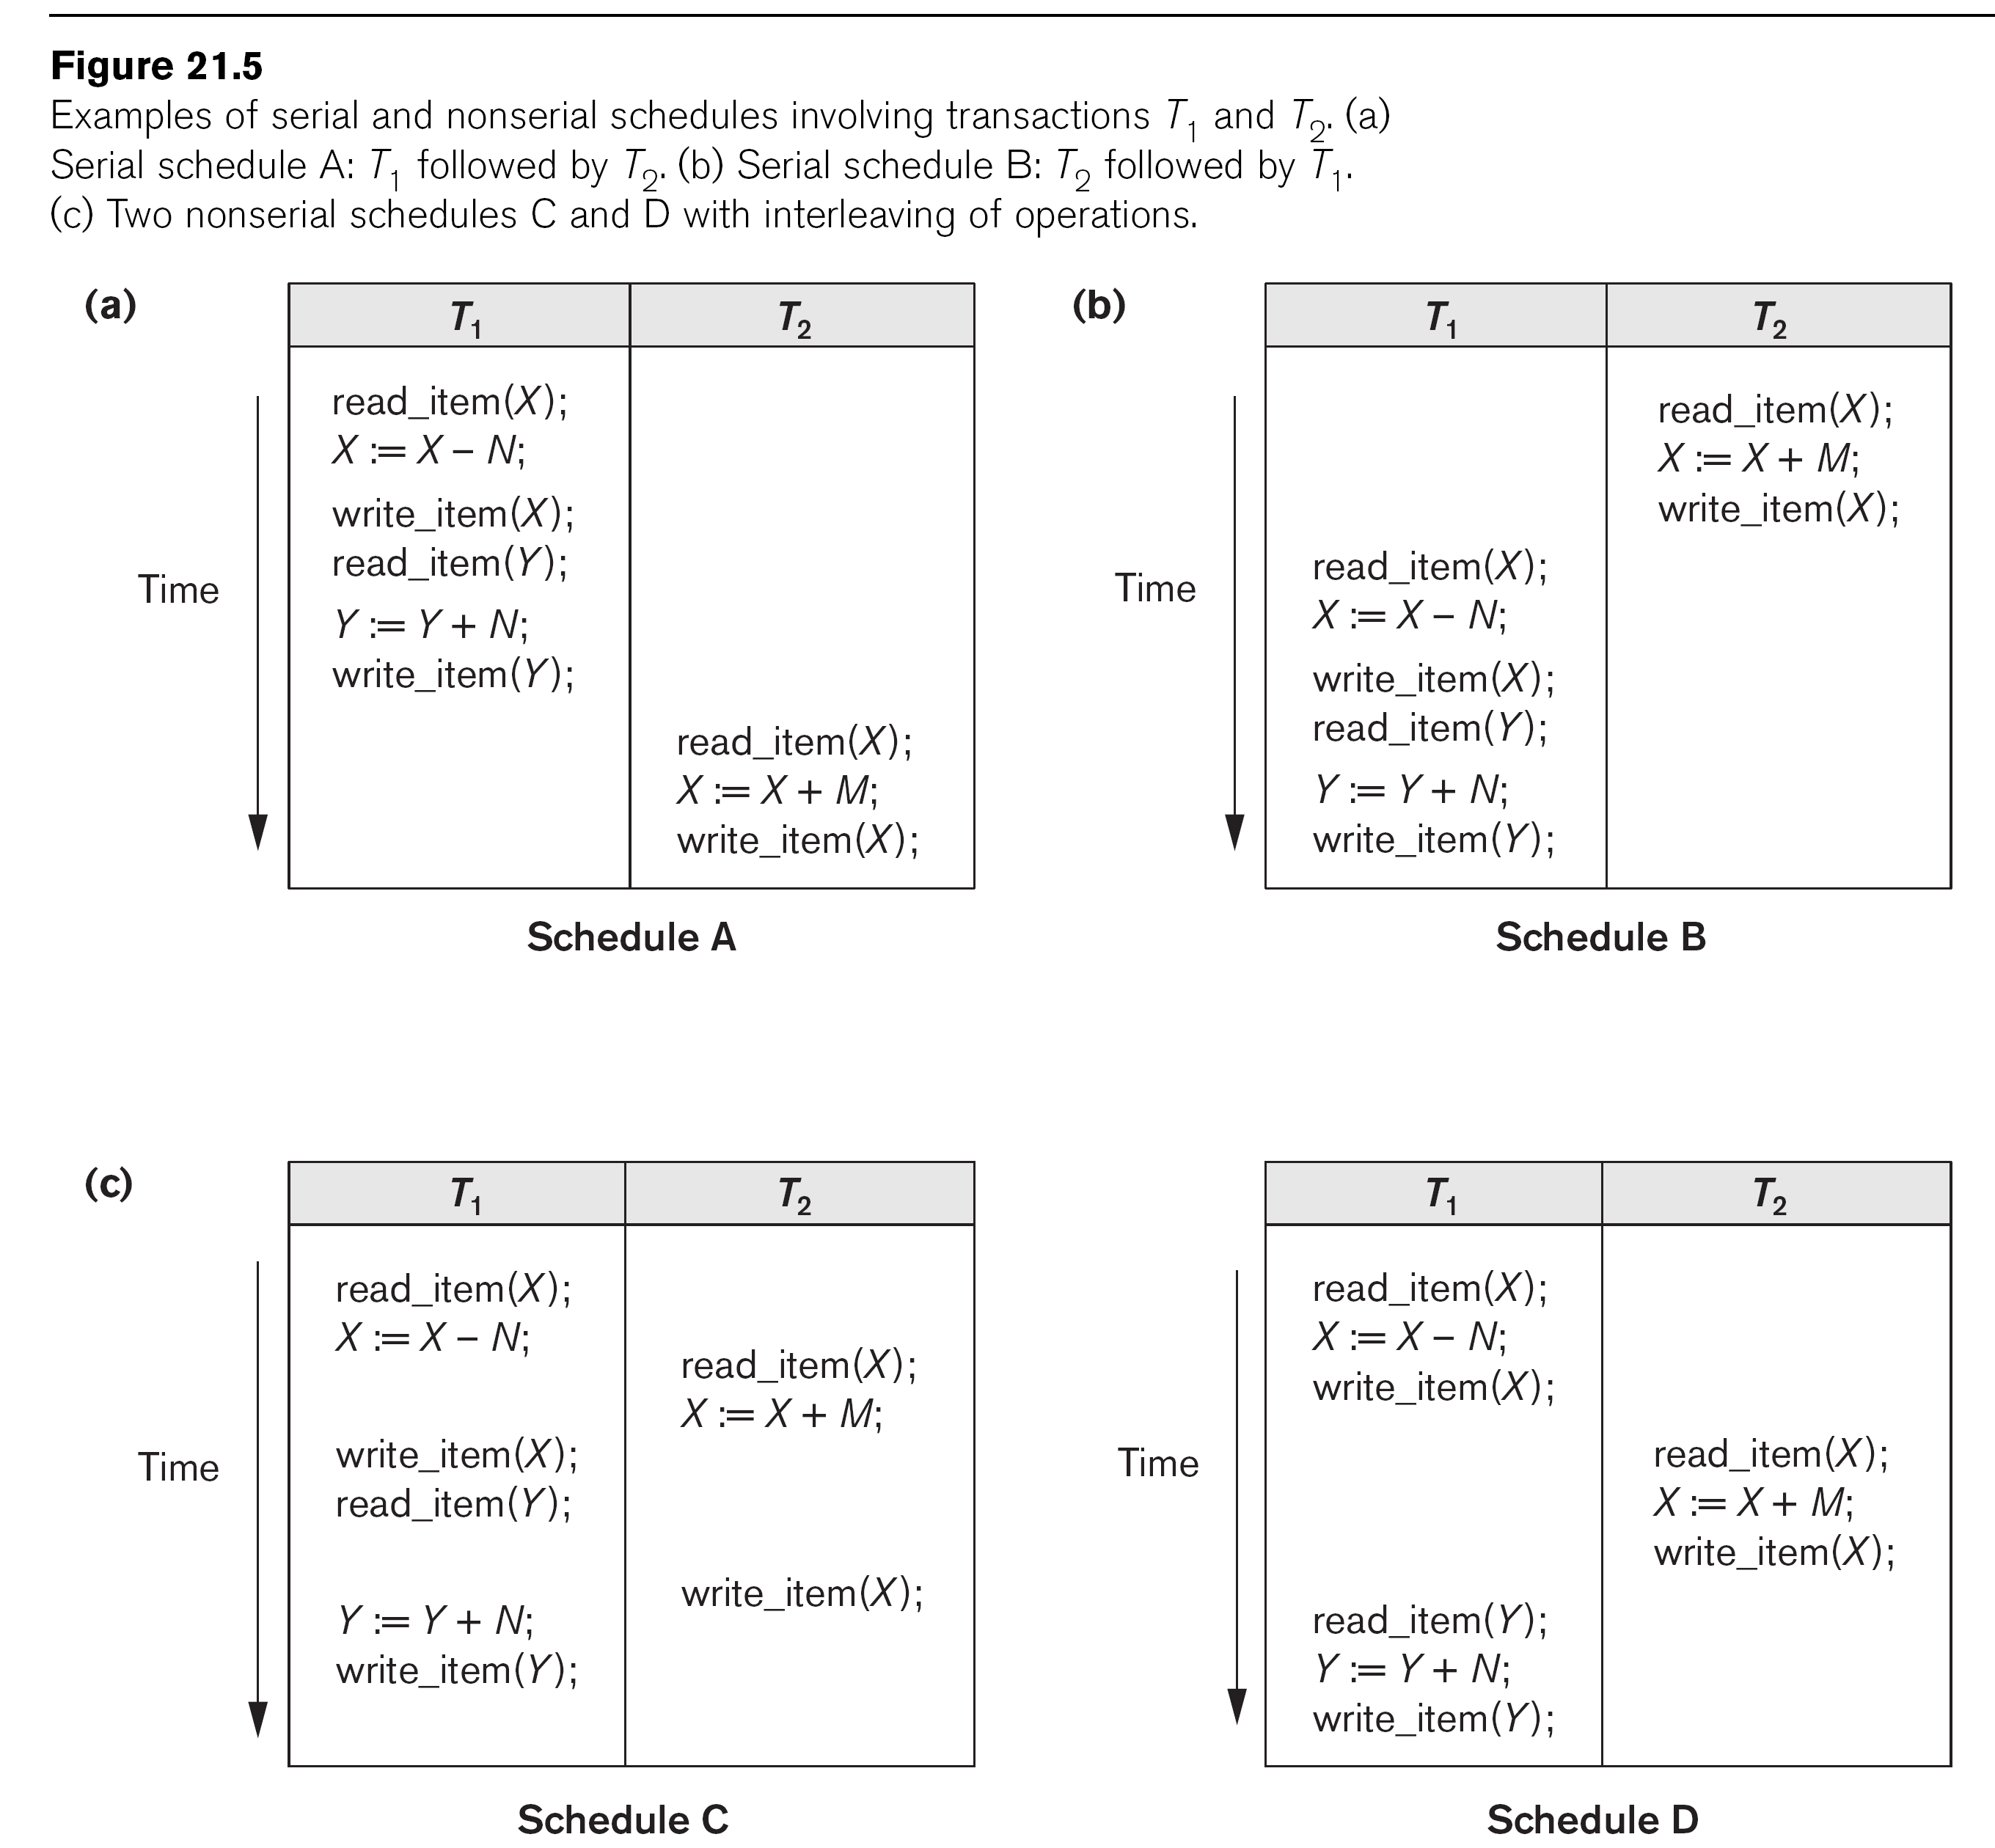 Figure 21.5
Examples of serial and nonserial schedules involving transactions T1 and T2. (a)
Serial schedule A: T1 followed by T2. (b) Serial schedule B: T2 followed by T1.
(c) Two nonserial schedules C and D with interleaving of operations.
(a)
T1
T2
Time
read_item(X);
X := X – N;
write_item(X);
read_item(Y);
Y := Y + N;
write_item(Y);
read_item(X);
X := X + M;
write_item(X);
Schedule A
(b)
T1
T2
Time
read_item(X);
X := X + M;
write_item(X);
read_item(X);
X := X – N;
write_item(X);
read_item(Y);
Y := Y + N;
write_item(Y);
Schedule B
(c)
T1
T2
Time
read_item(X);
X := X – N;
read_item(X);
X := X + M;
write_item(X);
read_item(Y);
write_item(X);
Y := Y + N;
write_item(Y);
Schedule C
T1
T2
Time
read_item(X);
X := X – N;
write_item(X);
read_item(X);
X := X + M;
write_item(X);
read_item(Y);
Y := Y + N;
write_item(Y);
Schedule D